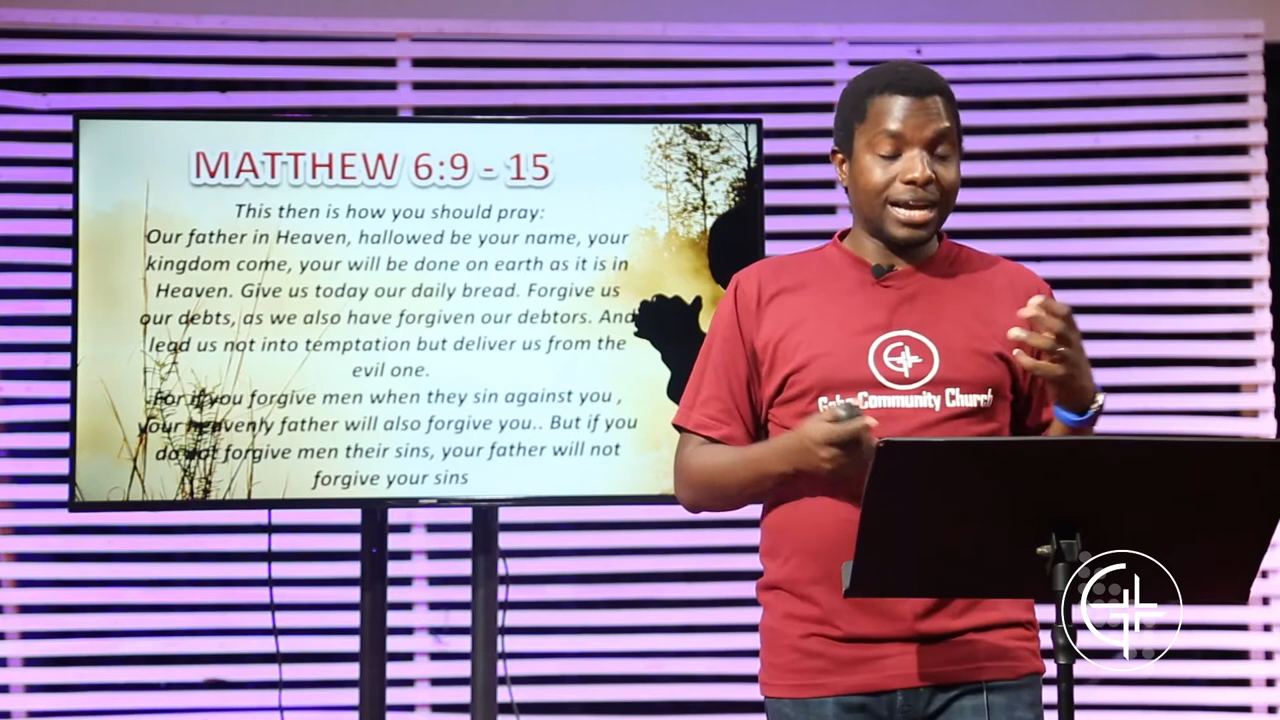 MATTHEW 6:9 - 15
This then is how you should pray:
Our father in Heaven, hallowed be your name, your
kingdom come, your will be done on earth as it is in
Heaven. Give us today our daily bread. Forgive us
our debts, as we also have forgiven our debtors. And
lead us not into temptation but deliver us from the
evil one.
For if you forgive men when they sin against you ,
your heavenly father will also forgive you.. But if you
do not forgive men their sins, your father will not
forgive your sins
Community Church